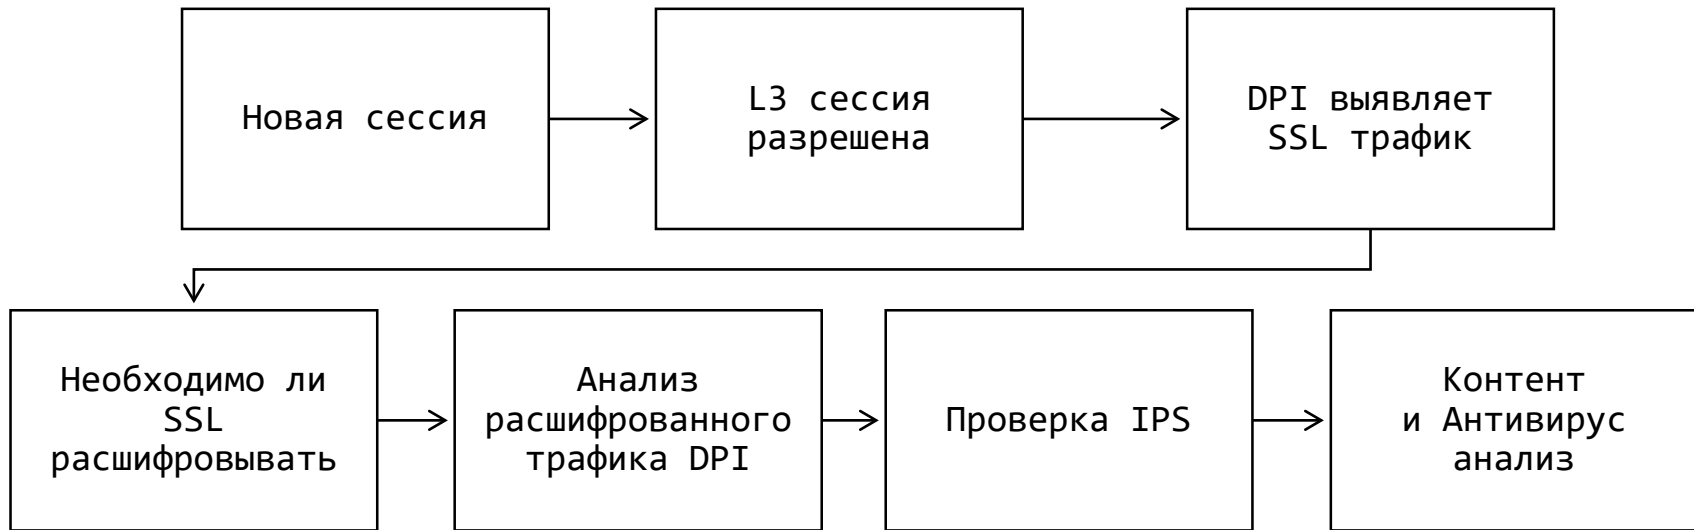 Новая сессия
L3 сессия
разрешена
DPI выявляет
SSL трафик
Необходимо ли
SSL
расшифровывать
Анализ
расшифрованного
трафика DPI
Проверка IPS
Контент
и Антивирус
анализ